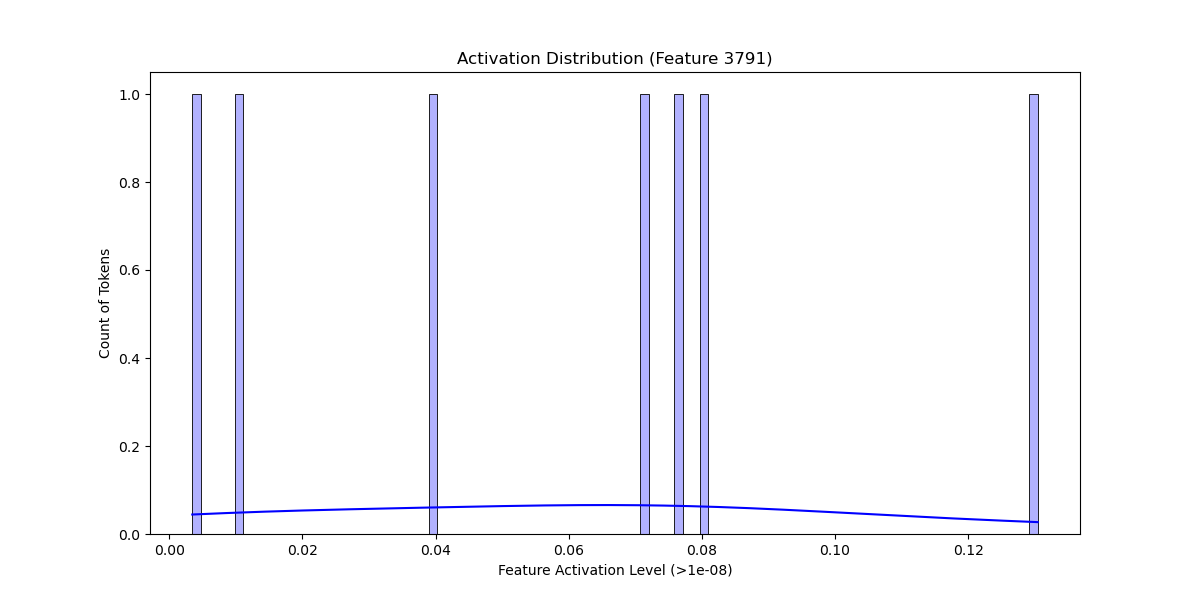 Activation Distribution (Feature 3791)
1.0
0.8
0.6
0.4
0.2
0.0
Count of Tokens
0.00 0.02 0.04 0.06 0.08 0.10 0.12
Feature Activation Level (>1e-08)